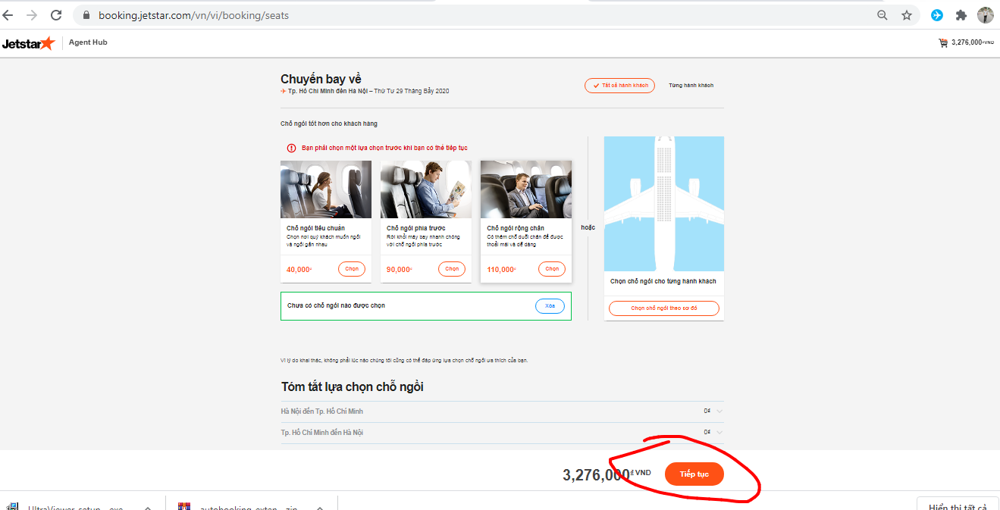 booking.jetstar.com/vn/vi/booking/seats
Jetstar Agent Hub 3,276,000₫VND
Chuyến bay về
Tp. Hồ Chí Minh đến Hà Nội – Thứ Tư 29 Tháng Bảy 2020
Tất cả hành khách Từng hành khách
Chỗ ngồi tốt hơn cho khách hàng
Bạn phải chọn một lựa chọn trước khi bạn có thể tiếp tục
Chỗ ngồi tiêu chuẩn
Chọn nơi quý khách muốn ngồi
và ngồi gần nhau
40,000₫ Chọn
Chỗ ngồi phía trước
Rời khỏi máy bay nhanh chóng
với chỗ ngồi phía trước
90,000₫ Chọn
Chỗ ngồi rộng chân
Có thêm chỗ duỗi chân để được
thoải mái và dễ dàng
110,000₫ Chọn
Chưa có chỗ ngồi nào được chọn Xóa
hoặc
Chọn chỗ ngồi cho từng hành khách
Chọn chỗ ngồi theo sơ đồ
Vì lý do khai thác, không phải lúc nào chúng tôi cũng có thể đáp ứng lựa chọn chỗ ngồi ưa thích của bạn.
Tóm tắt lựa chọn chỗ ngồi
Hà Nội đến Tp. Hồ Chí Minh 0₫
Tp. Hồ Chí Minh đến Hà Nội 0₫
3,276,000₫ VND Tiếp tục
UltraViewer_setup_...exe autobooking_exten...zip Hiển thị tất cả